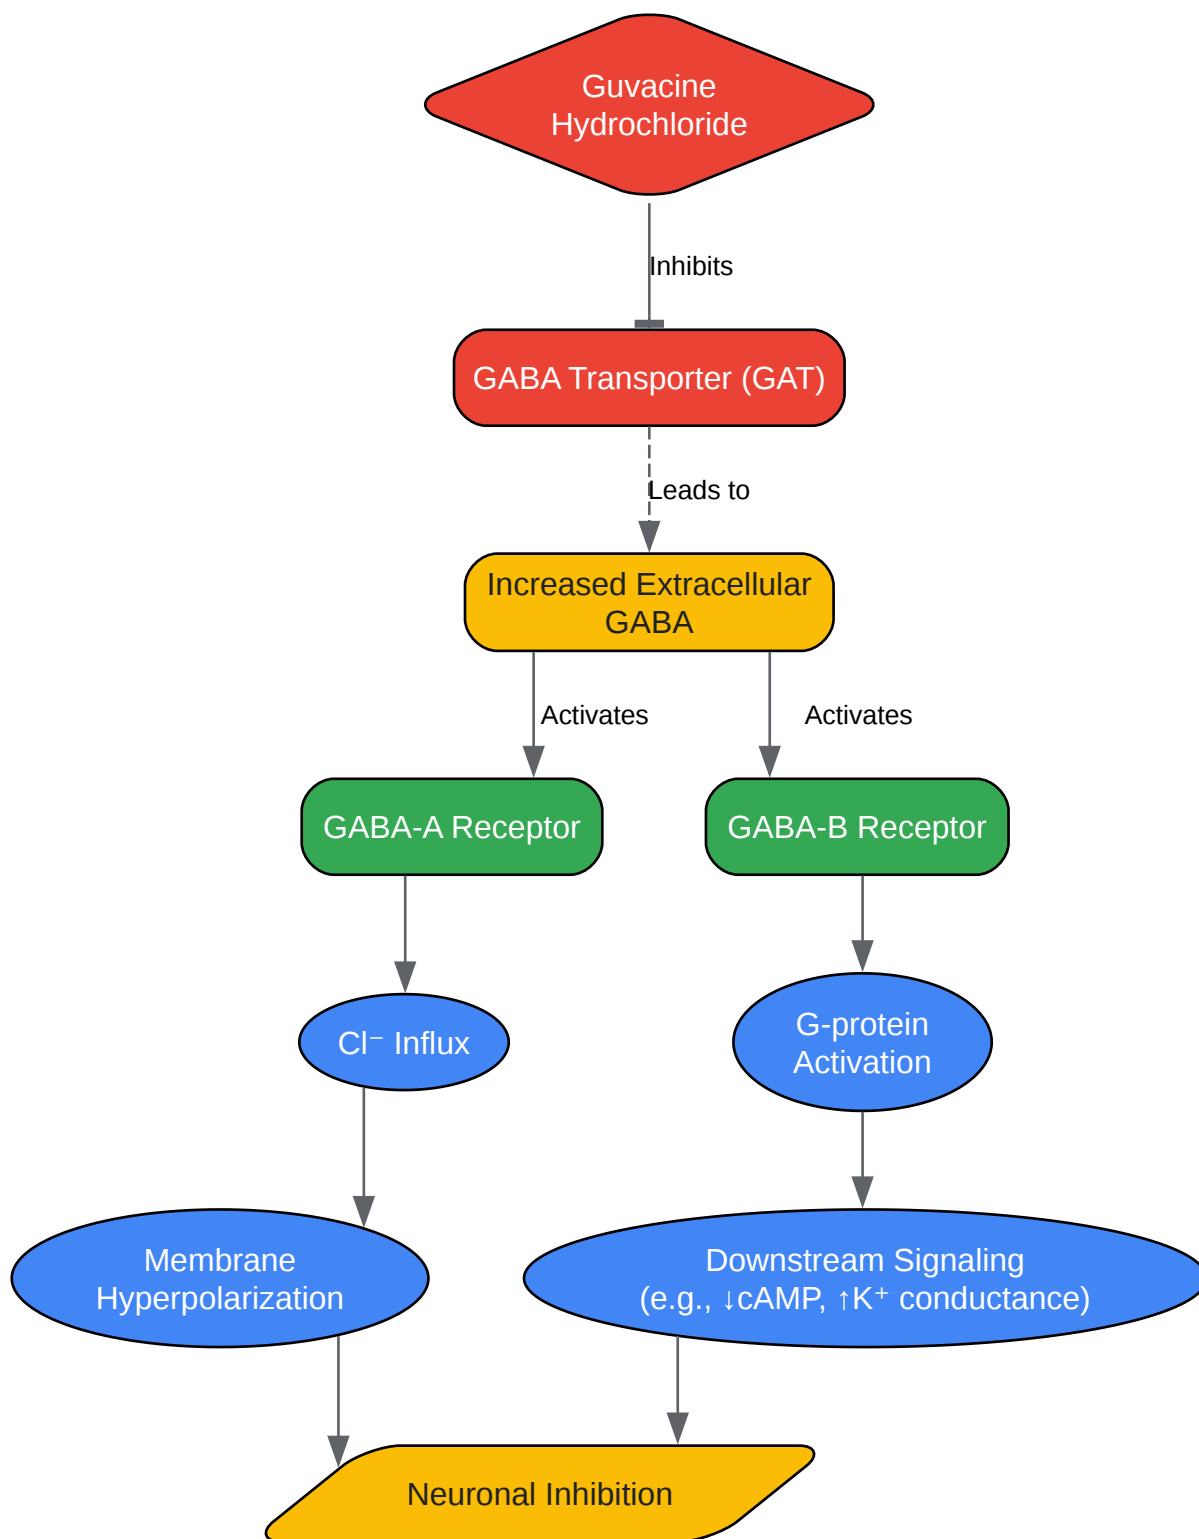 Guvacine
Hydrochloride
Inhibits
GABA Transporter (GAT)
Leads to
Increased Extracellular
GABA
Activates
Activates
GABA-A Receptor
GABA-B Receptor
Cl⁻ Influx
G-protein
Activation
Membrane
Hyperpolarization
Downstream Signaling
(e.g., ↓cAMP, ↑K⁺ conductance)
Neuronal Inhibition